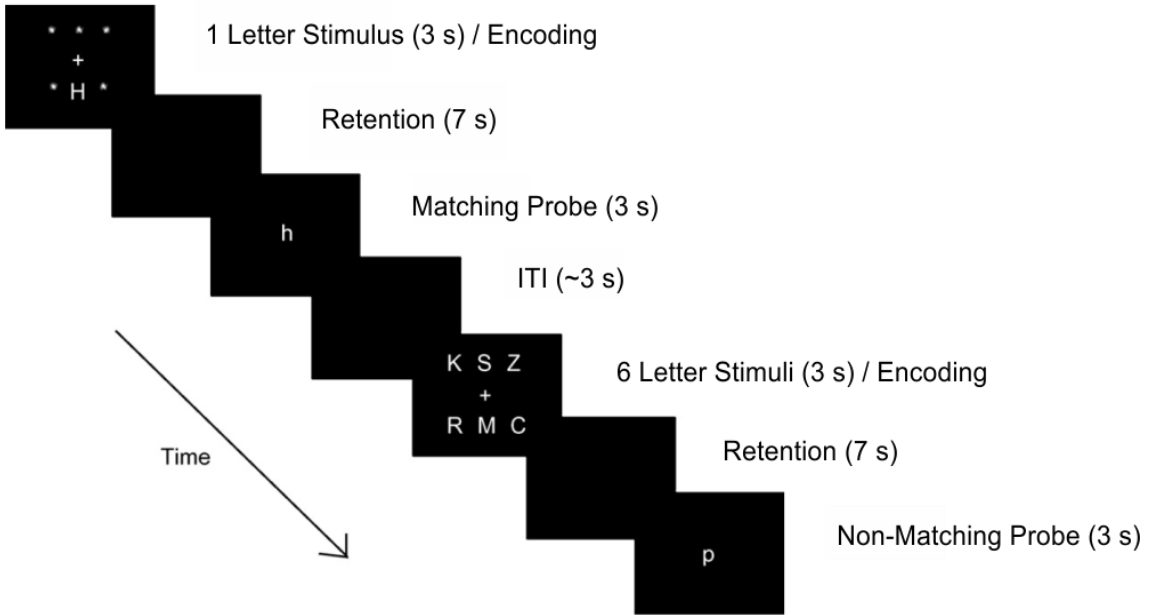 * * *
+
* H *
1 Letter Stimulus (3 s) / Encoding
Retention (7 s)
h
Matching Probe (3 s)
ITI (~3 s)
K S Z
+
R M C
6 Letter Stimuli (3 s) / Encoding
Time
Retention (7 s)
p
Non-Matching Probe (3 s)